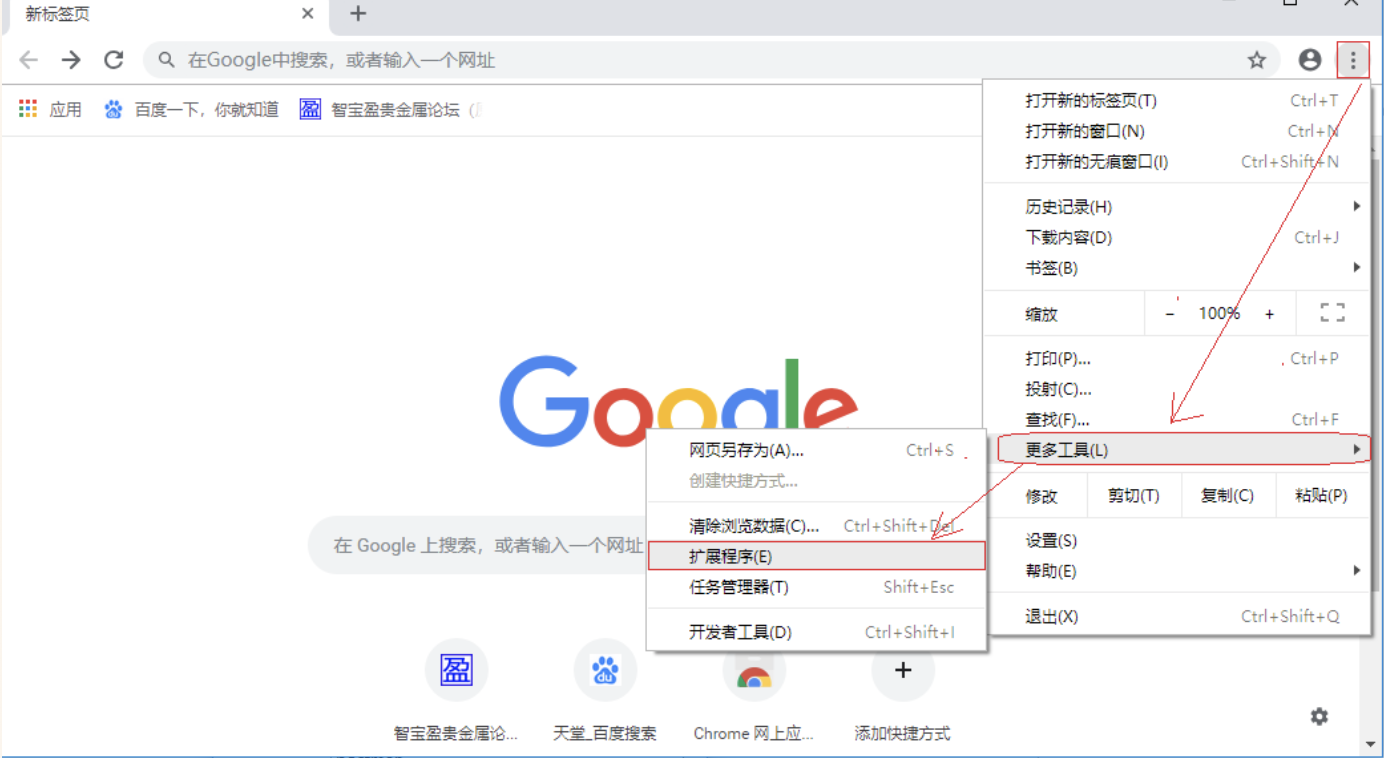 新标签页
在Google中搜索，或者输入一个网址
应用 百度一下，你就知道 智宝盈贵金属论坛
打开新的标签页(T) Ctrl+T
打开新的窗口(N) Ctrl+N
打开新的无痕窗口(I) Ctrl+Shift+N
历史记录(H)
下载内容(D) Ctrl+J
书签(B)
缩放 - 100% +
打印(P)... Ctrl+P
投射(C)...
查找(F)... Ctrl+F
更多工具(L)
修改 剪切(T) 复制(C) 粘贴(P)
设置(S)
帮助(E)
退出(X) Ctrl+Shift+Q
Google
网页另存为(A)... Ctrl+S
创建快捷方式...
清除浏览数据(C)... Ctrl+Shift+Del
扩展程序(E)
任务管理器(T) Shift+Esc
开发者工具(D) Ctrl+Shift+I
在 Google 上搜索，或者输入一个网址
盈 du
智宝盈贵金属论... 天堂_百度搜索 Chrome 网上应... 添加快捷方式